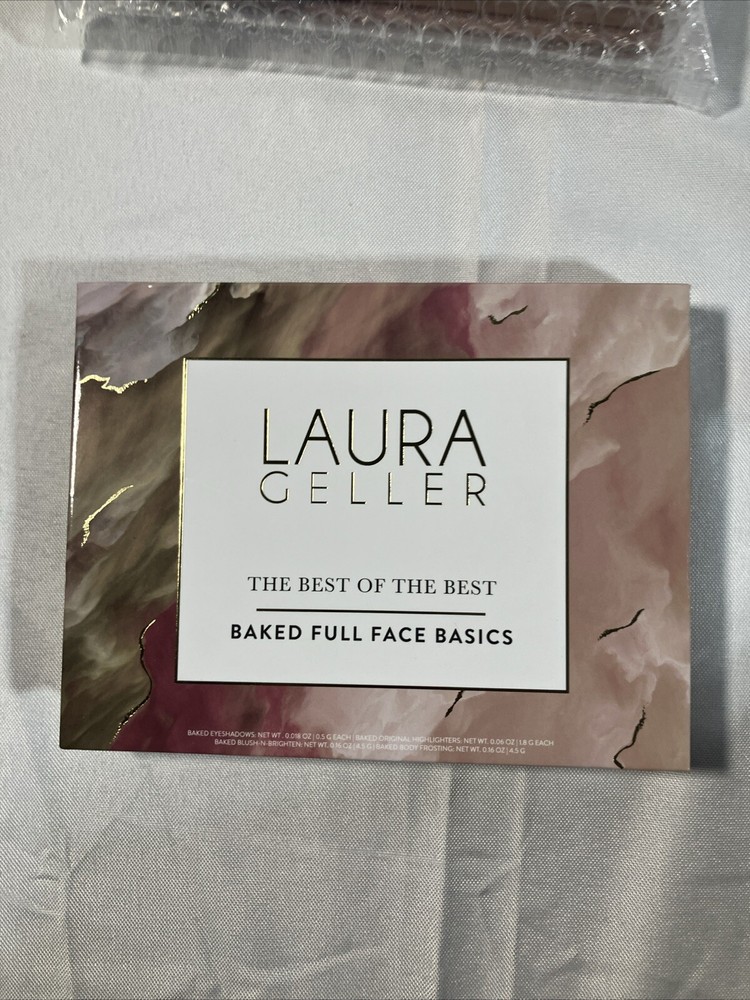 LAURA
GELLER
THE BEST OF THE BEST
BAKED FULL FACE BASICS
BAKED EYESHADOWS: NET WT. 0.018 OZ | 0.5 G EACH | BAKED ORIGINAL HIGHLIGHTERS: NET WT. 0.06 OZ | 1.8 G EACH
BAKED BLUSH-N-BRIGHTEN: NET WT. 0.16 OZ | 4.5 G | BAKED BODY FROSTING: NET WT. 0.16 OZ | 4.5 G